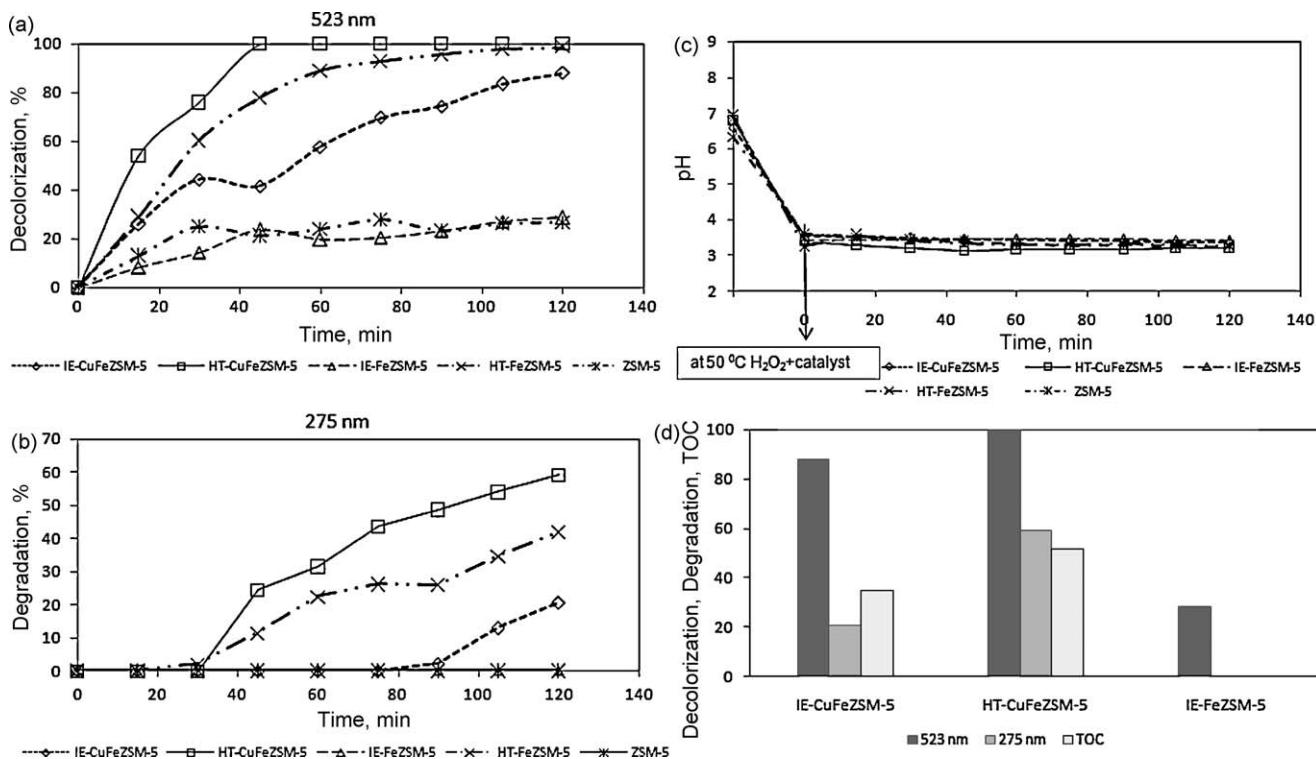 (a)
523 nm
Decolorization, %
100
80
60
40
20
0
0 20 40 60 80 100 120 140
Time, min
IE-CuFeZSM-5 HT-CuFeZSM-5 IE-FeZSM-5 HT-FeZSM-5 ZSM-5
(b)
275 nm
Degradation, %
70
60
50
40
30
20
10
0
0 20 40 60 80 100 120 140
Time, min
IE-CuFeZSM-5 HT-CuFeZSM-5 IE-FeZSM-5 HT-FeZSM-5 ZSM-5
(c)
pH
9
8
7
6
5
4
3
2
0 20 40 60 80 100 120 140
Time, min
at 50 ⁰C H₂O₂+catalyst
IE-CuFeZSM-5 HT-CuFeZSM-5 IE-FeZSM-5
HT-FeZSM-5 ZSM-5
(d)
Decolorization, Degradation, TOC
100
80
60
40
20
0
IE-CuFeZSM-5 HT-CuFeZSM-5 IE-FeZSM-5
523 nm 275 nm TOC